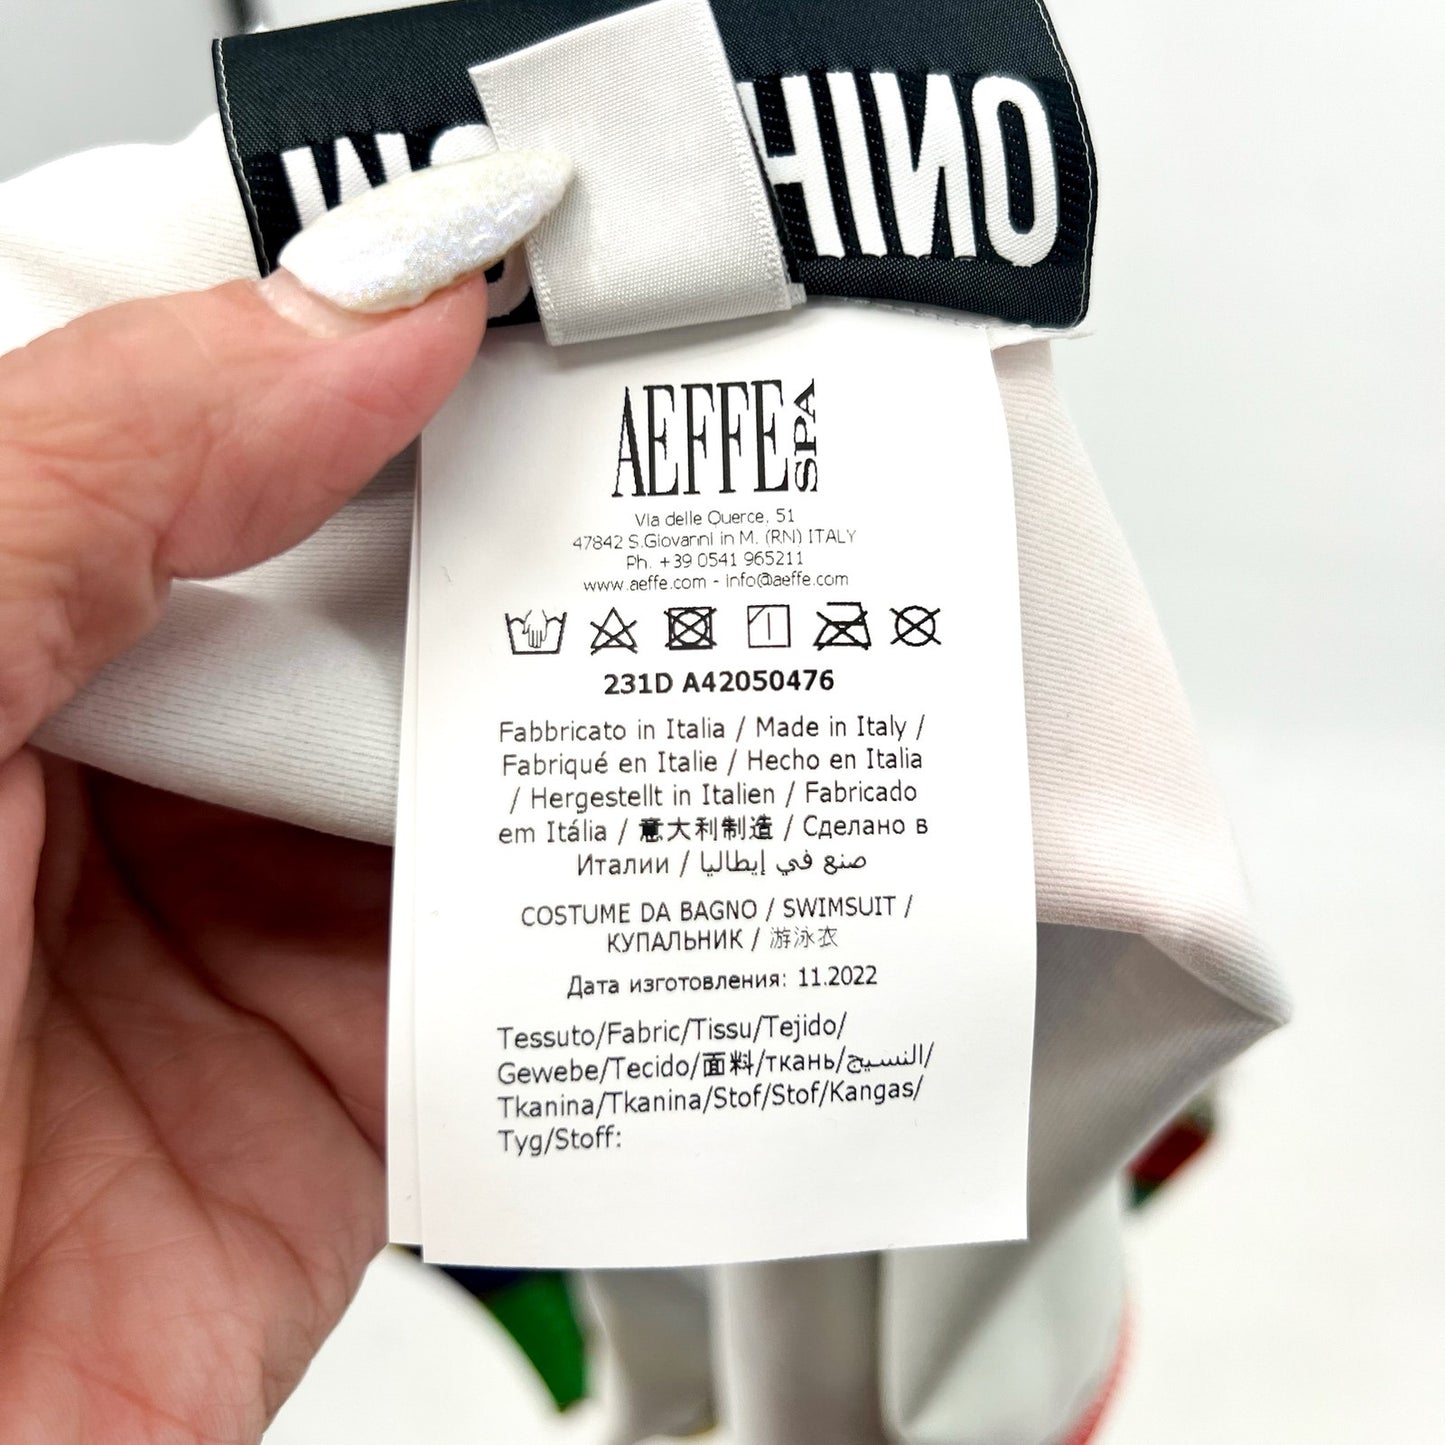 AEFFE SPA
Via delle Querce, 51
47842 S.Giovanni in M. (RN) ITALY
Ph. +39 0541 965211
www.aeffe.com - info@aeffe.com
231D A42050476
Fabbricato in Italia / Made in Italy /
Fabriqué en Italie / Hecho en Italia
/ Hergestellt in Italien / Fabricado
em Itália / 意大利制造 / Сделано в
Италии / صنع في إيطاليا
COSTUME DA BAGNO / SWIMSUIT /
КУПАЛЬНИК / 游泳衣
Дата изготовления: 11.2022
Tessuto/Fabric/Tissu/Tejido/
Gewebe/Tecido/面料/ткань/النسيج/
Tkanina/Tkanina/Stof/Stof/Kangas/
Tyg/Stoff: